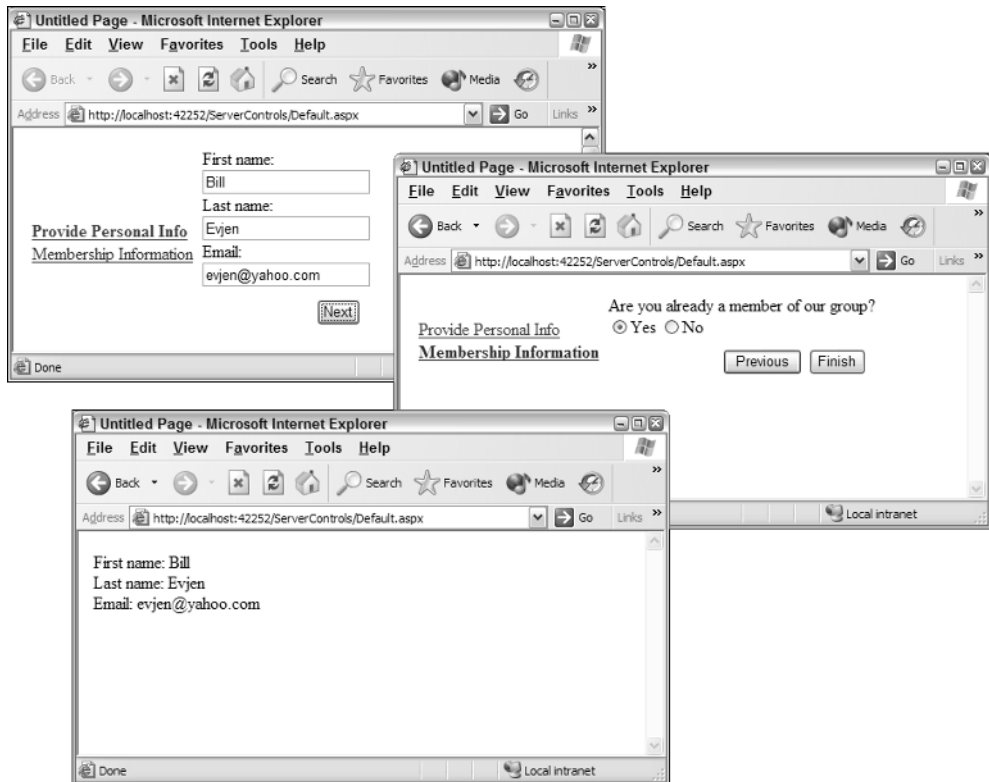 Untitled Page - Microsoft Internet Explorer
File Edit View Favorites Tools Help
Back Search Favorites Media »
Address http://localhost:42252/ServerControls/Default.aspx Go Links »
First name:
Bill
Last name:
Provide Personal Info Evjen
Membership Information Email:
evjen@yahoo.com
Next
Done
Untitled Page - Microsoft Internet Explorer
File Edit View Favorites Tools Help
Back Search Favorites Media »
Address http://localhost:42252/ServerControls/Default.aspx Go Links »
Are you already a member of our group?
Provide Personal Info Yes No
Membership Information
Previous Finish
Local intranet
Untitled Page - Microsoft Internet Explorer
File Edit View Favorites Tools Help
Back Search Favorites Media »
Address http://localhost:42252/ServerControls/Default.aspx Go Links »
First name: Bill
Last name: Evjen
Email: evjen@yahoo.com
Done Local intranet